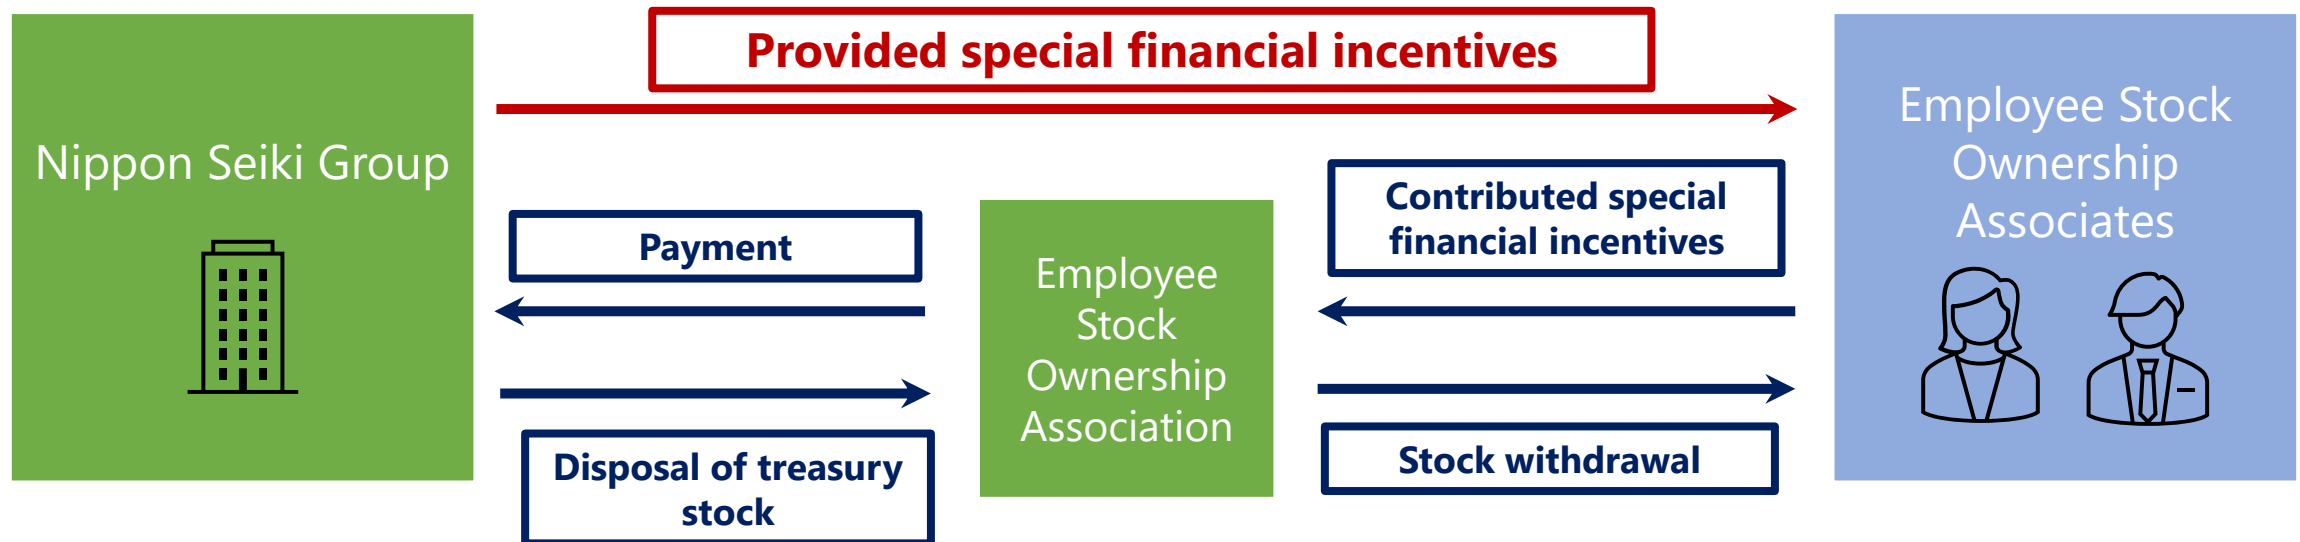 Provided special financial incentives
Nippon Seiki Group
Employee Stock
Ownership
Associates
Payment
Contributed special
financial incentives
Employee
Stock
Ownership
Association
Disposal of treasury
stock
Stock withdrawal